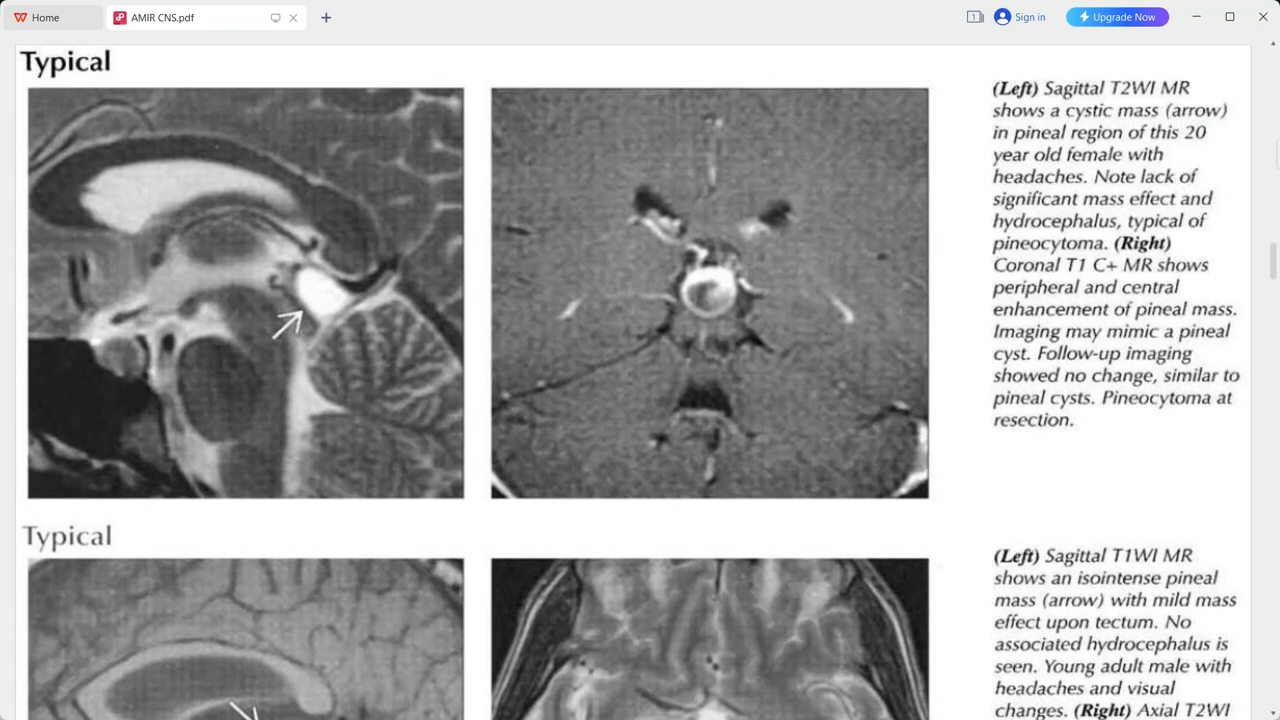 Home
AMIR CNS.pdf
1
Sign in
Upgrade Now
Typical
(Left) Sagittal T2WI MR
shows a cystic mass (arrow)
in pineal region of this 20
year old female with
headaches. Note lack of
significant mass effect and
hydrocephalus, typical of
pineocytoma. (Right)
Coronal T1 C+ MR shows
peripheral and central
enhancement of pineal mass.
Imaging may mimic a pineal
cyst. Follow-up imaging
showed no change, similar to
pineal cysts. Pineocytoma at
resection.
Typical
(Left) Sagittal T1WI MR
shows an isointense pineal
mass (arrow) with mild mass
effect upon tectum. No
associated hydrocephalus is
seen. Young adult male with
headaches and visual
changes. (Right) Axial T2WI